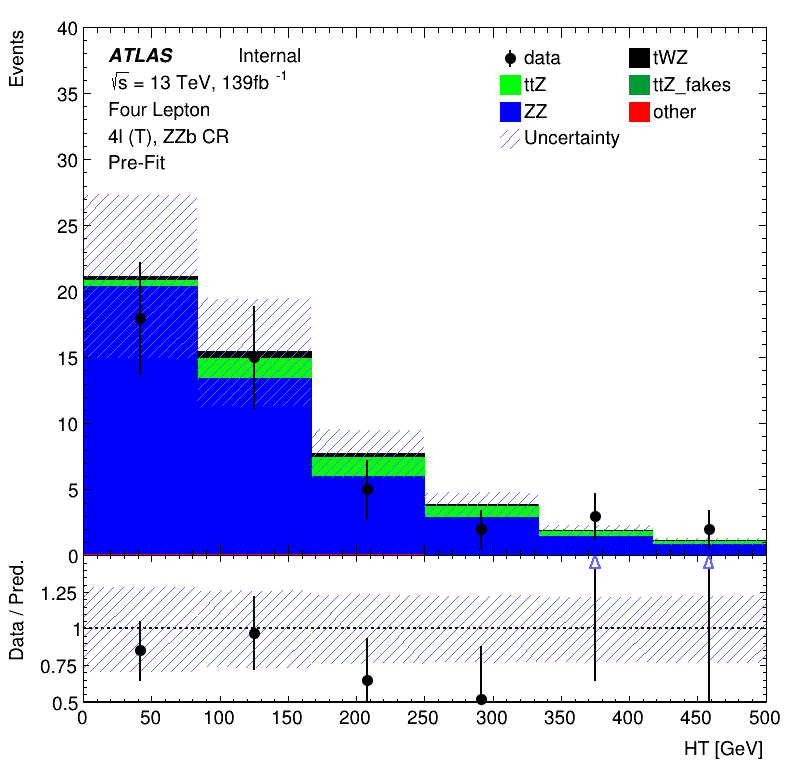 Events
40
35
30
25
20
15
10
5
0
ATLAS Internal
√s = 13 TeV, 139fb -1
Four Lepton
4l (T), ZZb CR
Pre-Fit
data tWZ
ttZ ttZ_fakes
ZZ other
Uncertainty
Data / Pred.
1.25
1
0.75
0.5
0 50 100 150 200 250 300 350 400 450 500
HT [GeV]